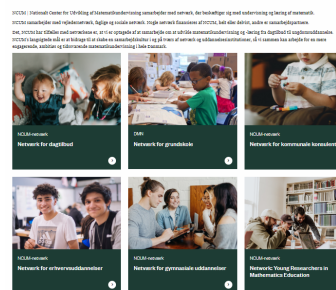 NCUM : Nationalt Center for Udvikling af Matematikundervisning samarbejder med netværk, der beskæftiger sig med undervisning og læring af matematik.
NCUM samarbejder med vejledernetværk, faglige og sociale netværk. Nogle netværk finansieres af NCUM, helt eller delvist, andre er samarbejdspartnere.
Det, NCUM har tilfælles med netværkene er, at vi er optaget af at samarbejde om at udvikle matematikundervisning og -læring fra dagtilbud til ungdomsuddannelse.
NCUM's langsigtede mål er at bidrage til at skabe en samarbejdskultur i og på tværs af netværk og uddannelsesinstitutioner, så vi sammen kan arbejde for en mere
engagerende, ambitiøs og tidssvarende matematikundervisning i hele Danmark.
NCUM-netværk
Netværk for dagtilbud
DMN
Netværk for grundskole
NCUM-netværk
Netværk for kommunale konsulent
NCUM-netværk
Netværk for erhvervsuddannelser
NCUM-netværk
Netværk for gymnasiale uddannelser
NCUM-netværk
Network: Young Researchers in
Mathematics Education